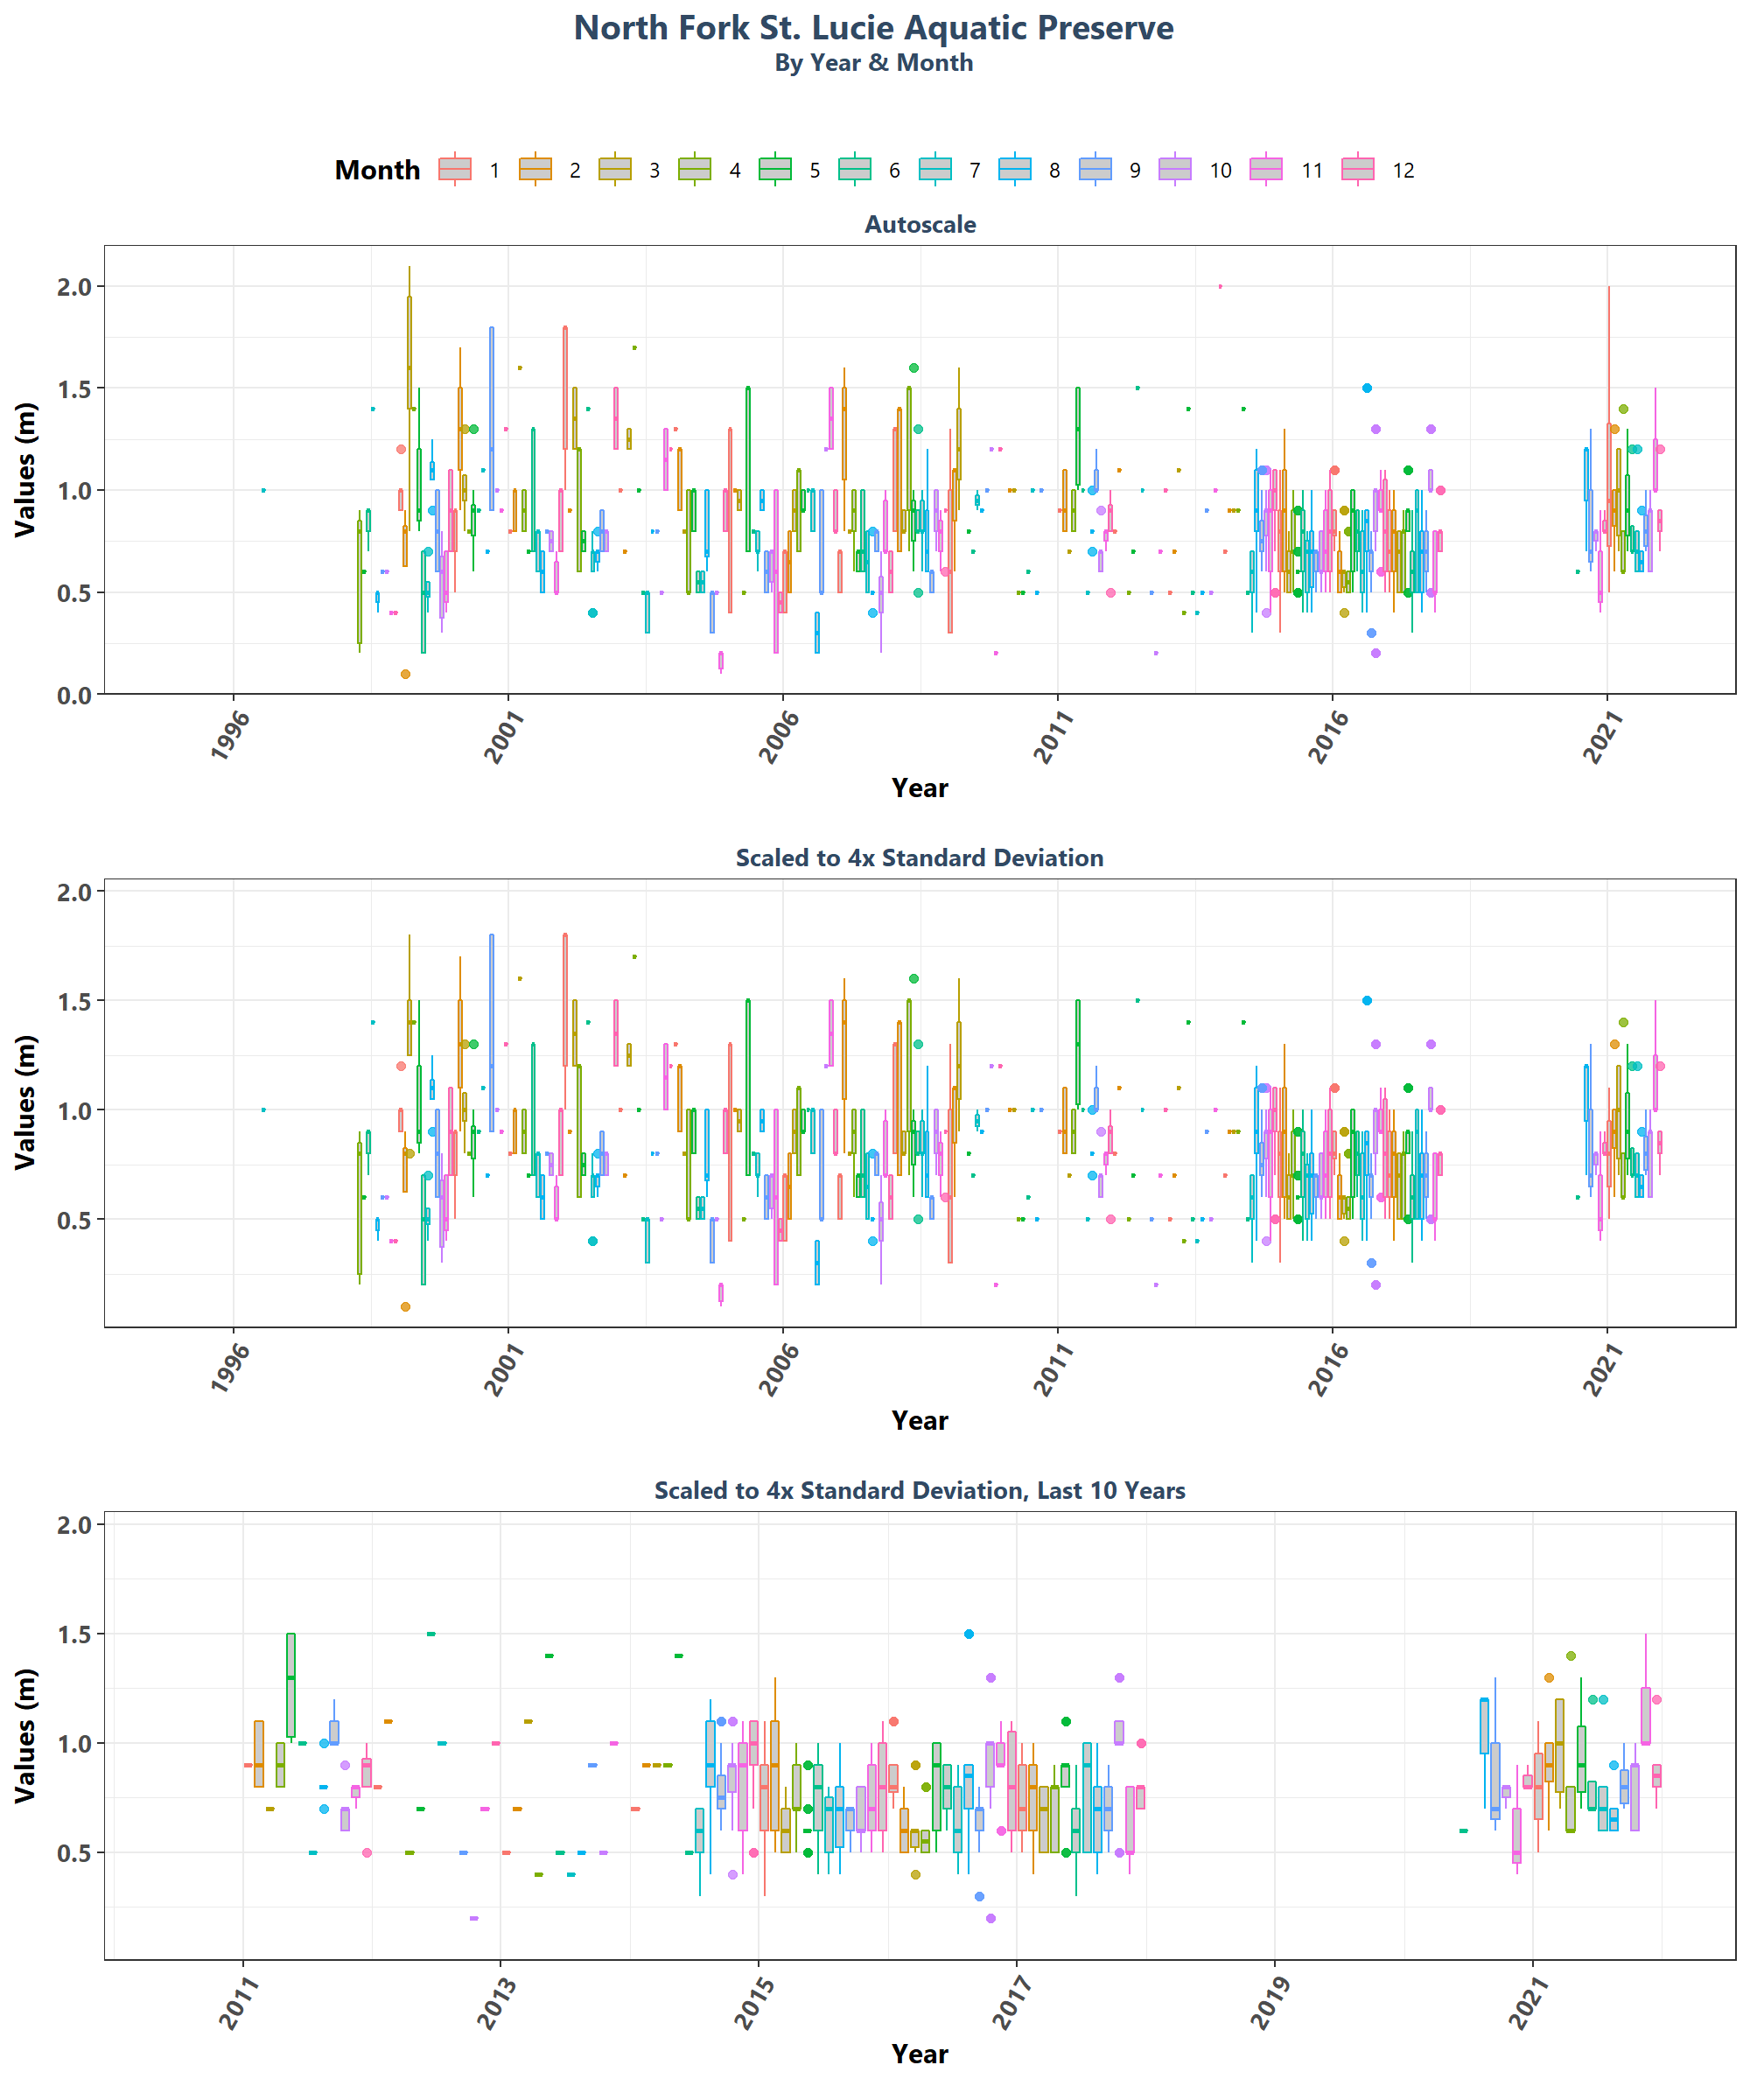 North Fork St. Lucie Aquatic Preserve
By Year & Month
Month 1 2 3 4 5 6 7 8 9 10 11 12
Autoscale
Values (m)
2.0
1.5
1.0
0.5
0.0
1996 2001 2006 2011 2016 2021
Year
Scaled to 4x Standard Deviation
Values (m)
2.0
1.5
1.0
0.5
1996 2001 2006 2011 2016 2021
Year
Scaled to 4x Standard Deviation, Last 10 Years
Values (m)
2.0
1.5
1.0
0.5
2011 2013 2015 2017 2019 2021
Year